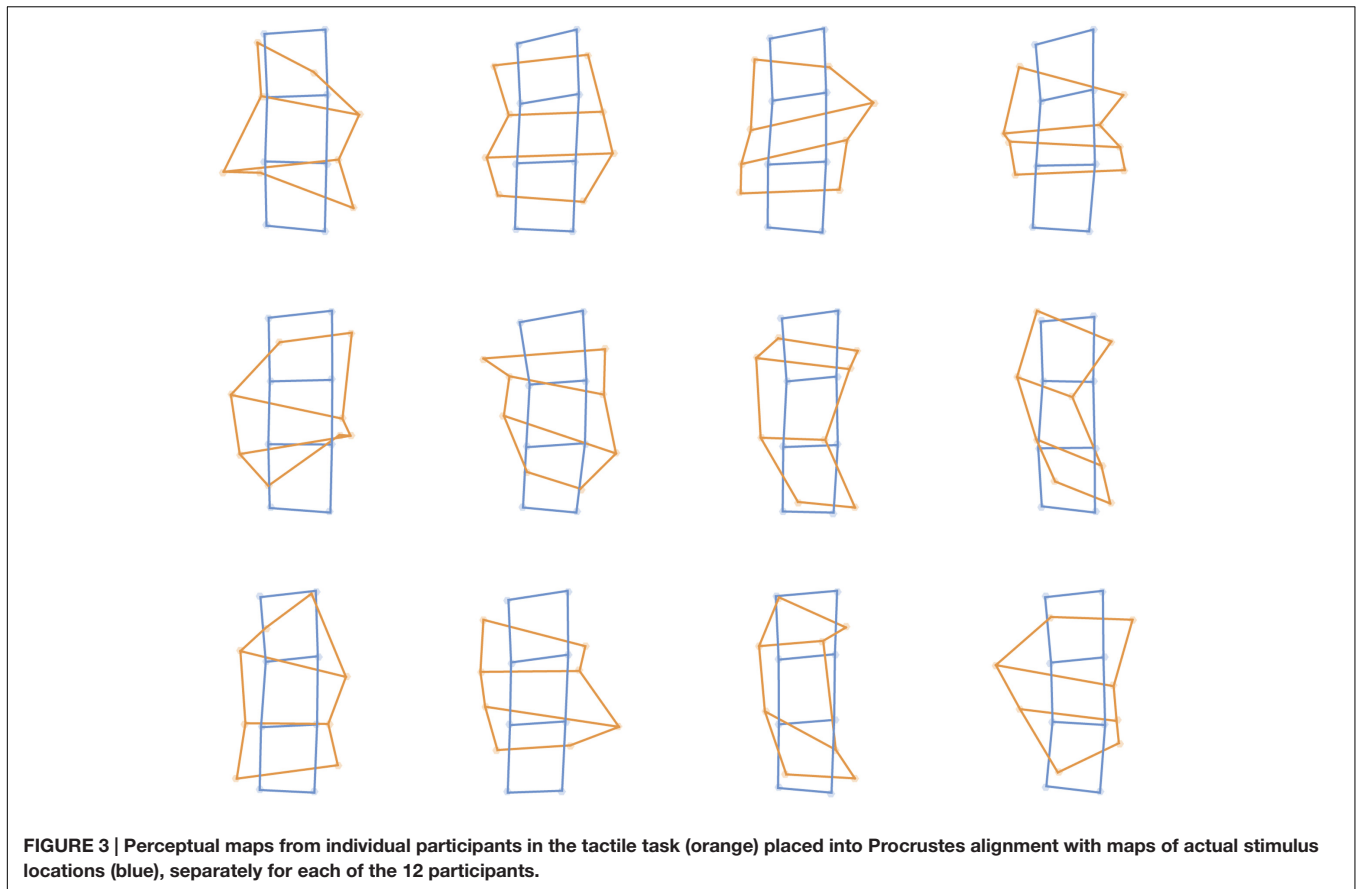 FIGURE 3 | Perceptual maps from individual participants in the tactile task (orange) placed into Procrustes alignment with maps of actual stimulus
locations (blue), separately for each of the 12 participants.